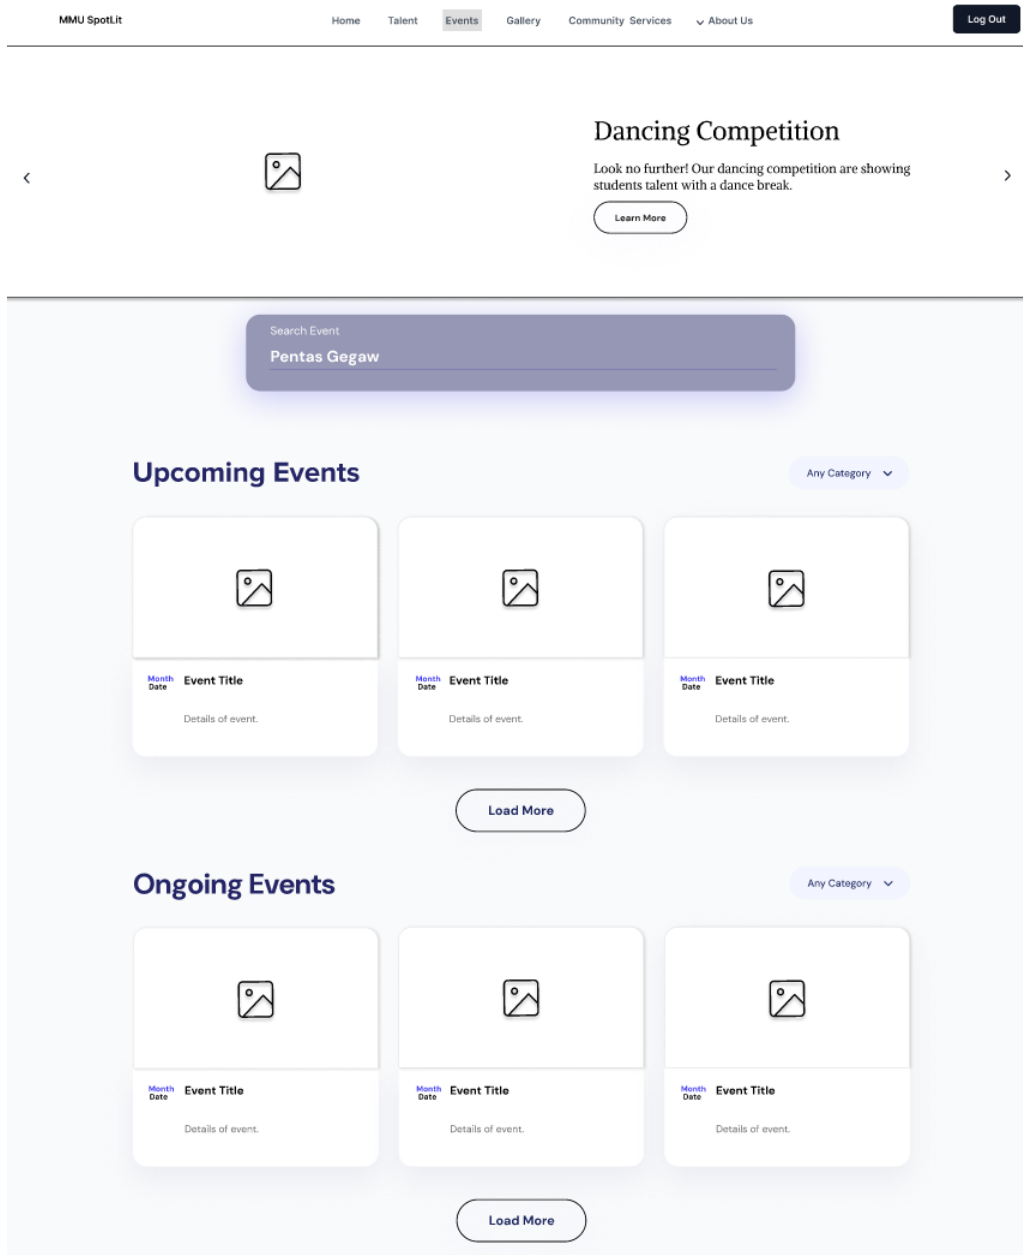 MMU SpotLit
Home
Talent
Events
Gallery
Community Services
About Us
Log Out
Dancing Competition
Look no further! Our dancing competition are showing
students talent with a dance break.
Learn More
Search Event
Pentas Gegaw
Upcoming Events
Any Category
Month
Date
Event Title
Details of event.
Month
Date
Event Title
Details of event.
Month
Date
Event Title
Details of event.
Load More
Ongoing Events
Any Category
Month
Date
Event Title
Details of event.
Month
Date
Event Title
Details of event.
Month
Date
Event Title
Details of event.
Load More